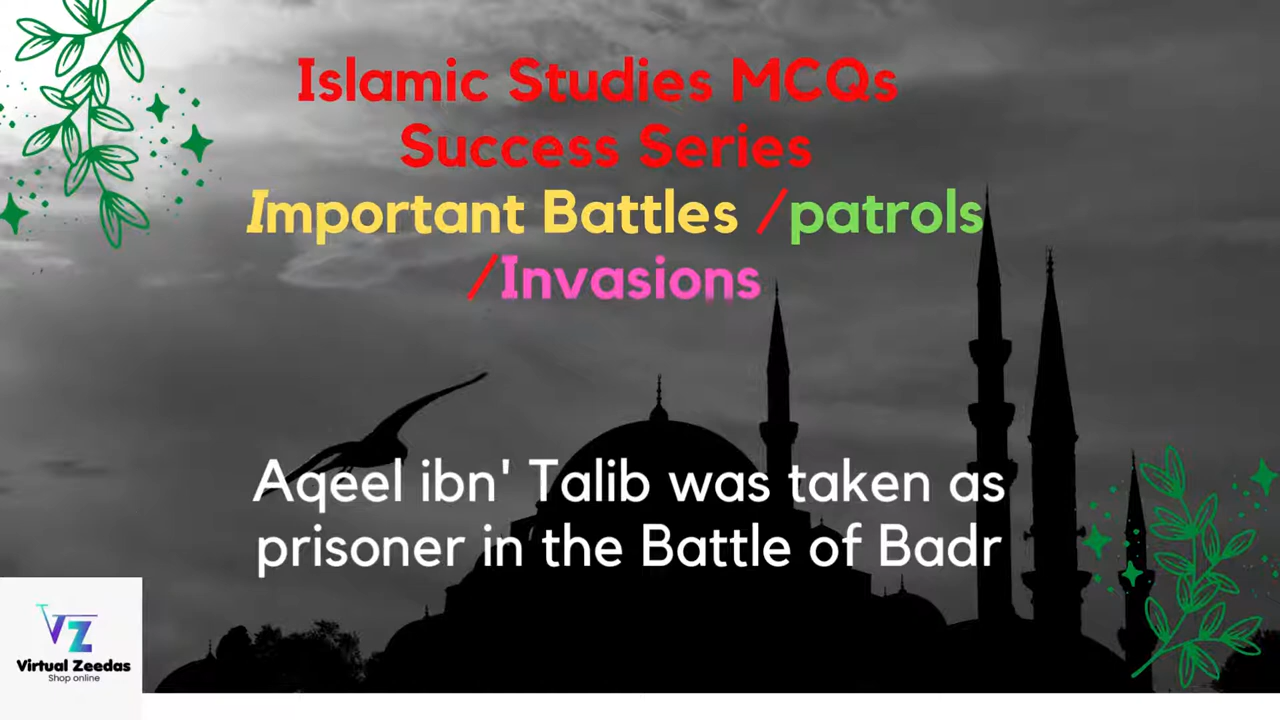 Islamic Studies MCQs
Success Series
Important Battles /patrols
/Invasions
Aqeel ibn' Talib was taken as
prisoner in the Battle of Badr
VZ
Virtual Zeedas
Shop online